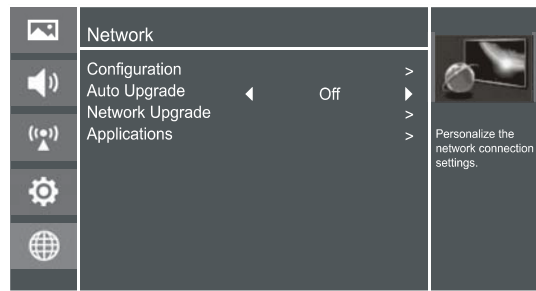 Network
Configuration >
Auto Upgrade Off
Network Upgrade >
Applications >
Personalize the
network connection
settings.